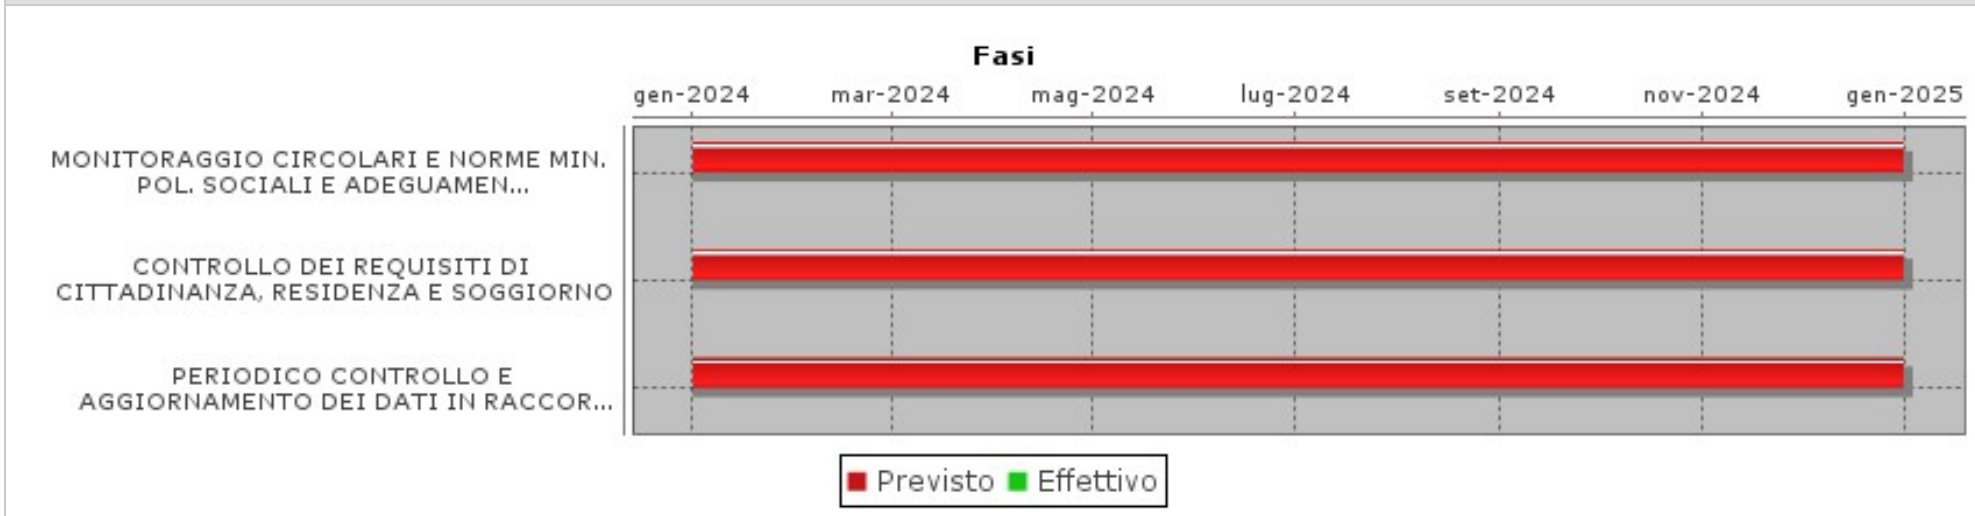 Fasi
gen-2024 mar-2024 mag-2024 lug-2024 set-2024 nov-2024 gen-2025
MONITORAGGIO CIRCOLARI E NORME MIN.
POL. SOCIALI E ADEGUAMEN...
CONTROLLO DEI REQUISITI DI
CITTADINANZA, RESIDENZA E SOGGIORNO
PERIODICO CONTROLLO E
AGGIORNAMENTO DEI DATI IN RACCOR...
Previsto Effettivo